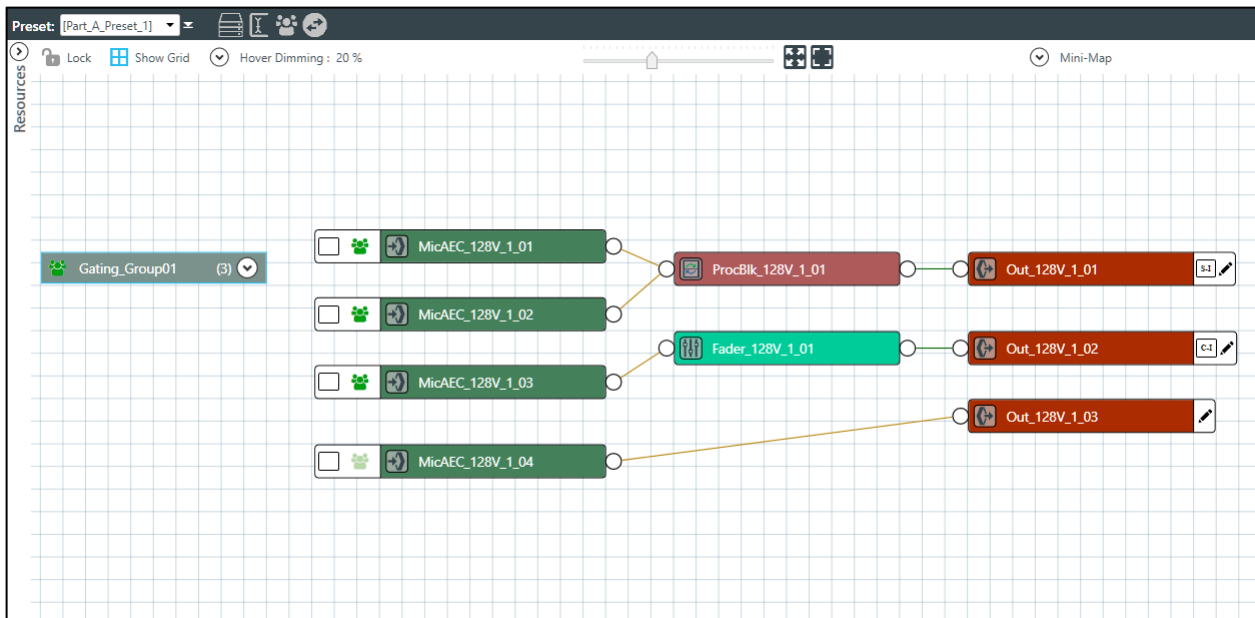 Preset: [Part_A_Preset_1]
Lock Show Grid Hover Dimming : 20 % Mini-Map
Resources
MicAEC_128V_1_01
Gating_Group01 (3) ProcBlk_128V_1_01 Out_128V_1_01 S-I
MicAEC_128V_1_02
Fader_128V_1_01 Out_128V_1_02 C-I
MicAEC_128V_1_03
Out_128V_1_03
MicAEC_128V_1_04